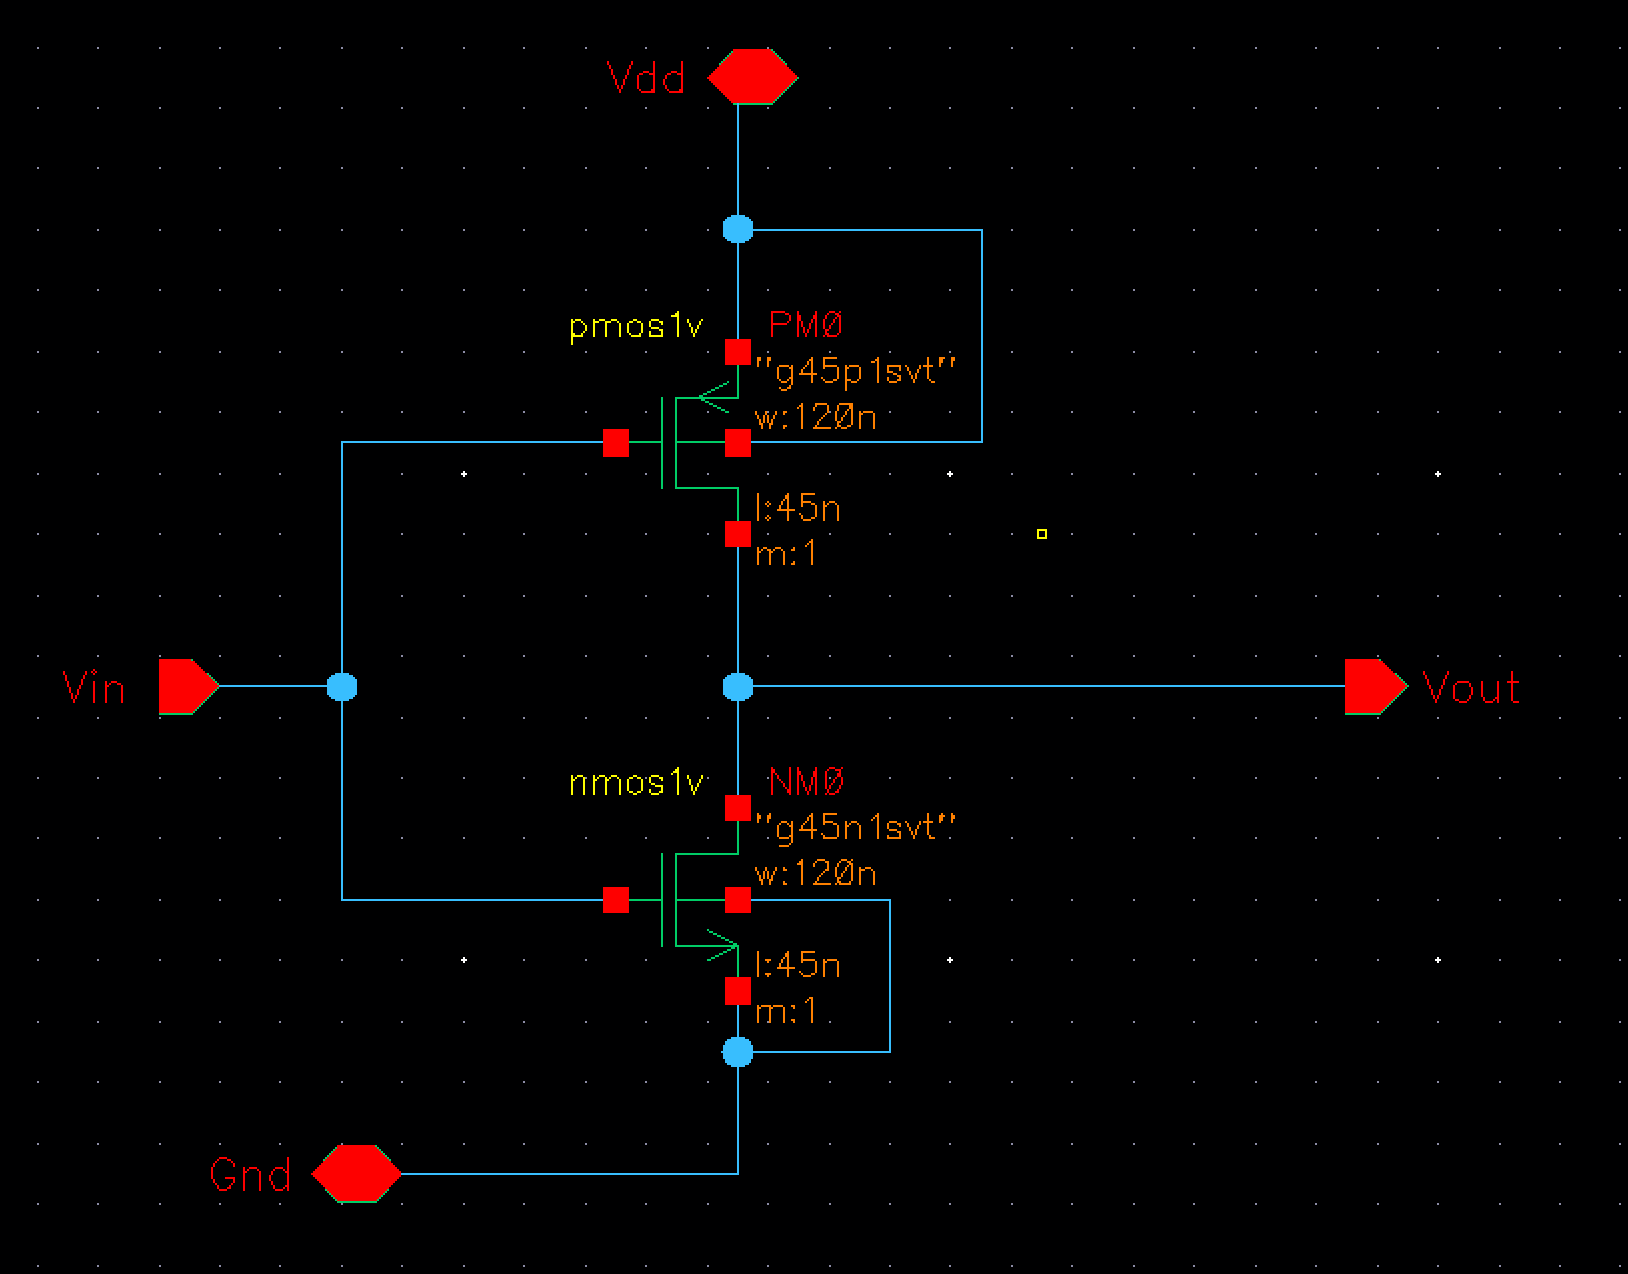 Vdd
pmos1v
PM0
"g45p1svt"
w:120n
l:45n
m:1
Vin
Vout
nmos1v
NM0
"g45n1svt"
w:120n
l:45n
m:1
Gnd